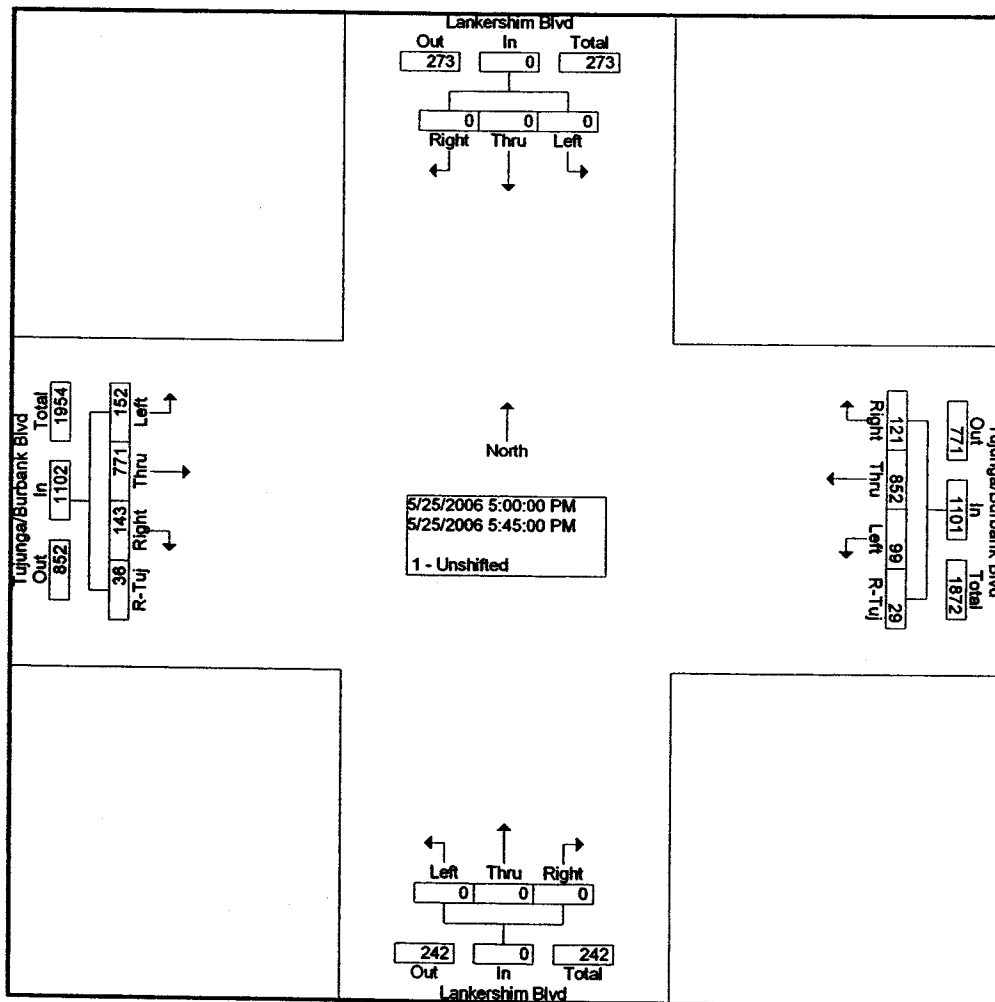 Lankershim Blvd
Out In Total
273 0 273
0 0 0
Right Thru Left
Tujunga/Burbank Blvd
Total In Out
1954 1102 852
152 771 143 36
Left Thru Right R-Tuj
North
5/25/2006 5:00:00 PM
5/25/2006 5:45:00 PM
1 - Unshifted
Right Thru Left R-Tuj
121 852 99 29
Out In Total
771 1101 1872
Tujunga/Burbank Blvd
Left Thru Right
0 0 0
242 0 242
Out In Total
Lankershim Blvd